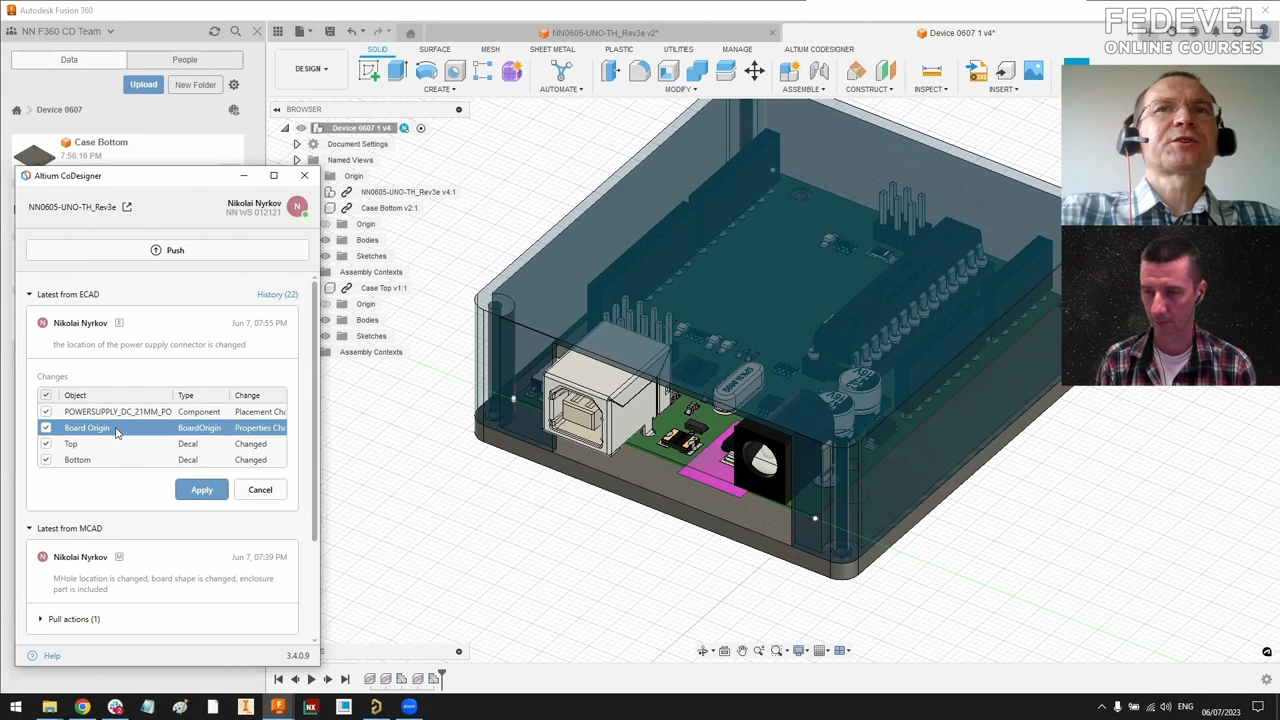 Autodesk Fusion 360
NN F360 CD Team
NN0605-UNO-TH_Rev3e v2*
Device 0607 1 v4*
FEDEVEL
ONLINE COURSES
Data
People
SOLID
SURFACE
MESH
SHEET METAL
PLASTIC
UTILITIES
MANAGE
ALTIUM CODESIGNER
Upload
New Folder
DESIGN
CREATE
AUTOMATE
MODIFY
ASSEMBLE
CONSTRUCT
INSPECT
INSERT
Device 0607
BROWSER
Case Bottom
7:56:16 PM
Device 0607 1 v4
Document Settings
Named Views
Origin
NN0605-UNO-TH_Rev3e v4:1
Case Bottom v2:1
Origin
Bodies
Sketches
Assembly Contexts
Case Top v1:1
Origin
Bodies
Sketches
Assembly Contexts
Altium CoDesigner
NN0605-UNO-TH_Rev3e
Nikolai Nyrkov
NN WS 012121
N
Push
Latest from ECAD
History (22)
N Nikolai Nyrkov E
Jun 7, 07:55 PM
the location of the power supply connector is changed
Changes
Object Type Change
POWERSUPPLY_DC_21MM_PO Component Placement Cha
Board Origin BoardOrigin Properties Cha
Top Decal Changed
Bottom Decal Changed
Apply
Cancel
Latest from MCAD
N Nikolai Nyrkov M
Jun 7, 07:39 PM
MHole location is changed, board shape is changed, enclosure
part is included
Pull actions (1)
Help
3.4.0.9
ENG
06/07/2023